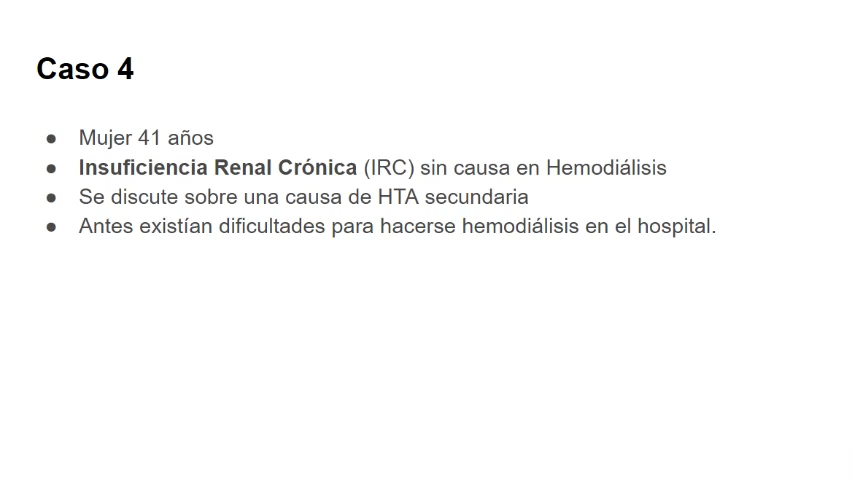 Caso 4
● Mujer 41 años
● Insuficiencia Renal Crónica (IRC) sin causa en Hemodiálisis
● Se discute sobre una causa de HTA secundaria
● Antes existían dificultades para hacerse hemodiálisis en el hospital.